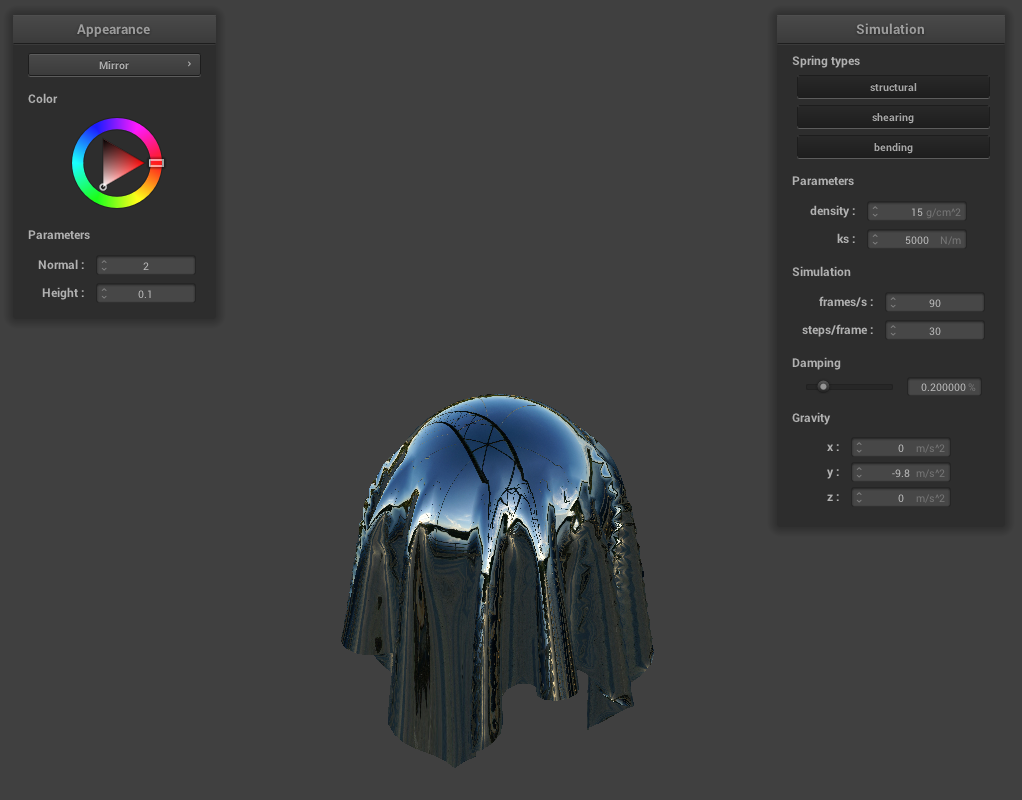 Appearance
Mirror
Color
Parameters
Normal : 2
Height : 0.1
Simulation
Spring types
structural
shearing
bending
Parameters
density : 15 g/cm^2
ks : 5000 N/m
Simulation
frames/s : 90
steps/frame : 30
Damping
0.200000 %
Gravity
x : 0 m/s^2
y : -9.8 m/s^2
z : 0 m/s^2